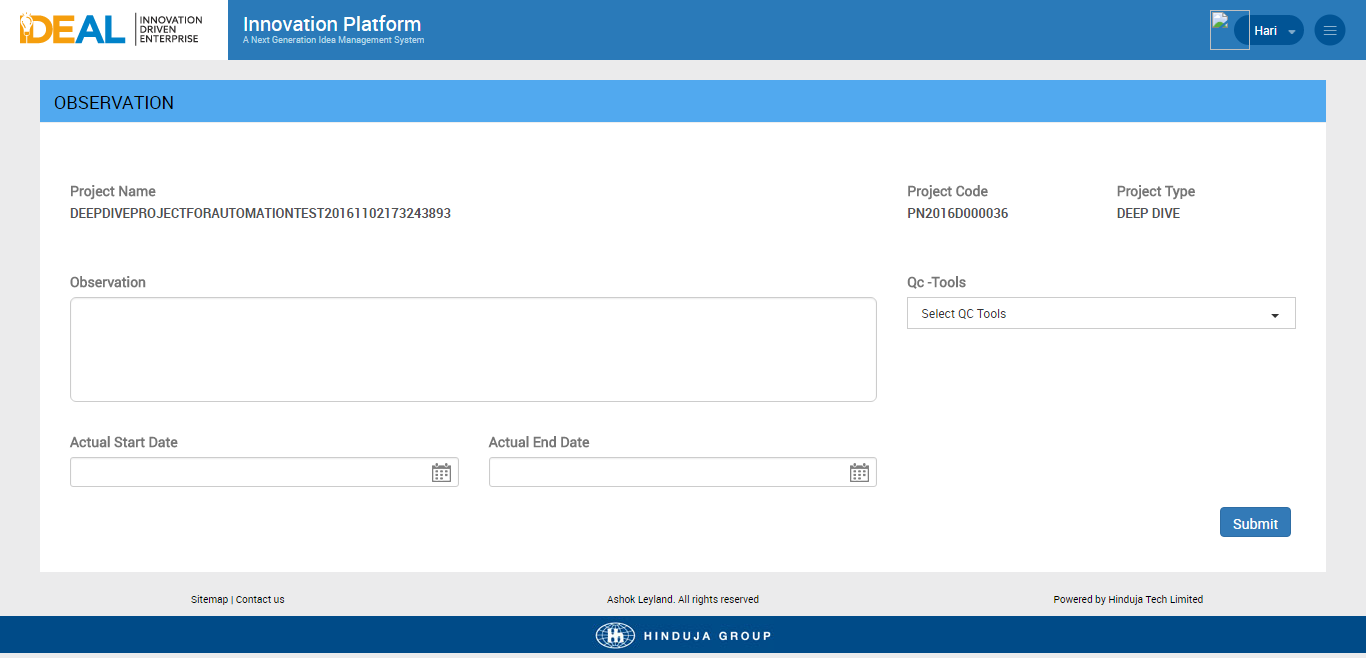 iDEAL
INNOVATION
DRIVEN
ENTERPRISE
Innovation Platform
A Next Generation Idea Management System
Hari
OBSERVATION
Project Name
Project Code
Project Type
DEEPDIVEPROJECTFORAUTOMATIONTEST20161102173243893
PN2016D000036
DEEP DIVE
Observation
Qc -Tools
Select QC Tools
Actual Start Date
Actual End Date
Submit
Sitemap | Contact us
Ashok Leyland. All rights reserved
Powered by Hinduja Tech Limited
HINDUJA GROUP